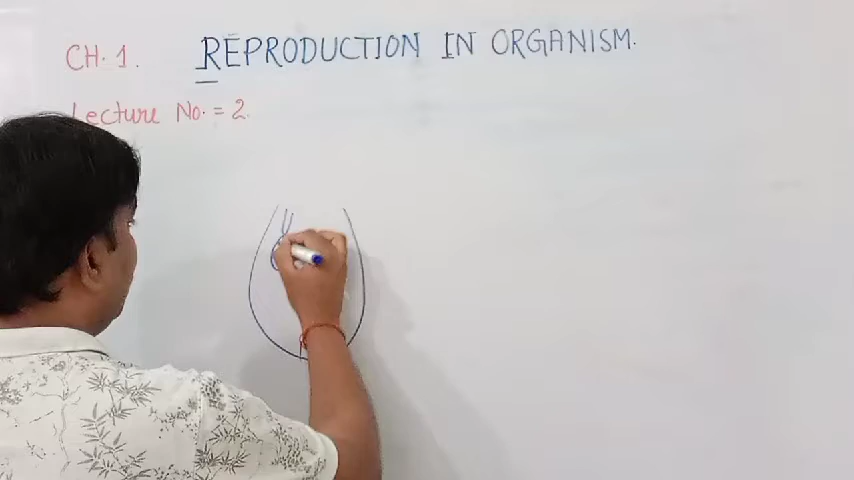 CH. 1. REPRODUCTION IN ORGANISM.
Lecture No. = 2.